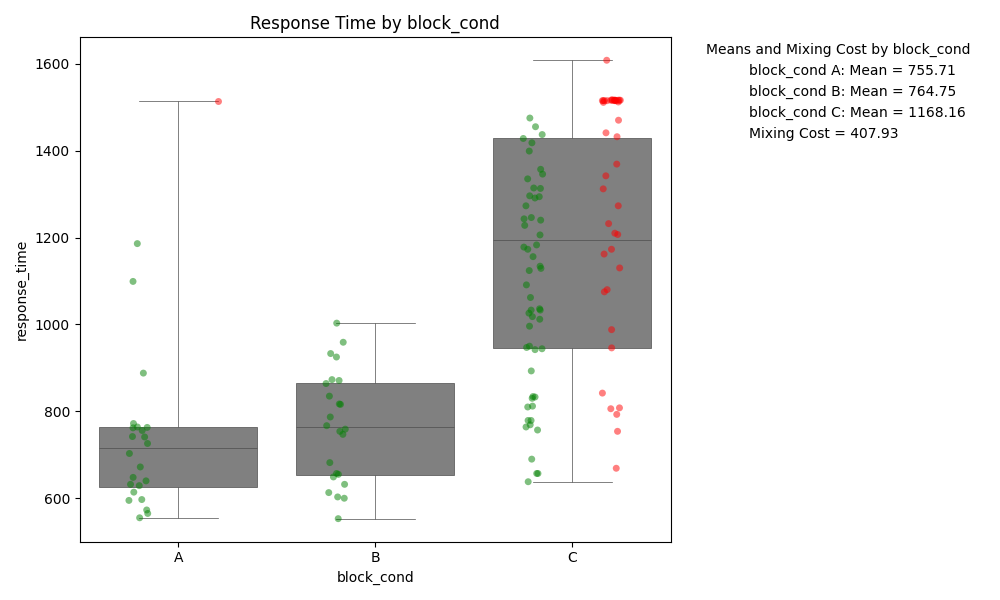 Response Time by block_cond
Means and Mixing Cost by block_cond
block_cond A: Mean = 755.71
block_cond B: Mean = 764.75
block_cond C: Mean = 1168.16
Mixing Cost = 407.93
response_time
1600
1400
1200
1000
800
600
A B C
block_cond